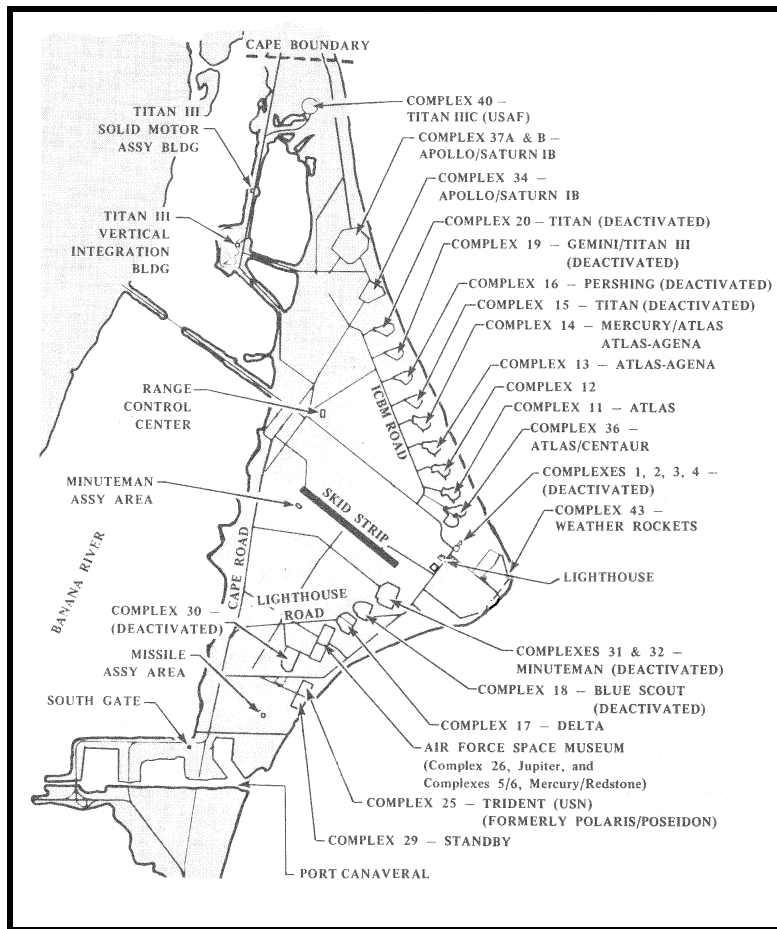 CAPE BOUNDARY
TITAN III
SOLID MOTOR
ASSY BLDG
COMPLEX 40 –
TITAN IIIC (USAF)
COMPLEX 37A & B –
APOLLO/SATURN IB
COMPLEX 34 –
APOLLO/SATURN IB
TITAN III
VERTICAL
INTEGRATION
BLDG
COMPLEX 20 – TITAN (DEACTIVATED)
COMPLEX 19 – GEMINI/TITAN III
(DEACTIVATED)
COMPLEX 16 – PERSHING (DEACTIVATED)
COMPLEX 15 – TITAN (DEACTIVATED)
COMPLEX 14 – MERCURY/ATLAS
ATLAS-AGENA
COMPLEX 13 – ATLAS-AGENA
COMPLEX 12
COMPLEX 11 – ATLAS
COMPLEX 36 –
ATLAS/CENTAUR
RANGE
CONTROL
CENTER
ICBM ROAD
COMPLEXES 1, 2, 3, 4 –
(DEACTIVATED)
COMPLEX 43 –
WEATHER ROCKETS
MINUTEMAN
ASSY AREA
SKID STRIP
LIGHTHOUSE
BANANA RIVER
CAPE ROAD
LIGHTHOUSE
ROAD
COMPLEX 30 –
(DEACTIVATED)
MISSILE
ASSY AREA
SOUTH GATE
COMPLEXES 31 & 32 –
MINUTEMAN (DEACTIVATED)
COMPLEX 18 – BLUE SCOUT
(DEACTIVATED)
COMPLEX 17 – DELTA
AIR FORCE SPACE MUSEUM
(Complex 26, Jupiter, and
Complexes 5/6, Mercury/Redstone)
COMPLEX 25 – TRIDENT (USN)
(FORMERLY POLARIS/POSEIDON)
COMPLEX 29 – STANDBY
PORT CANAVERAL